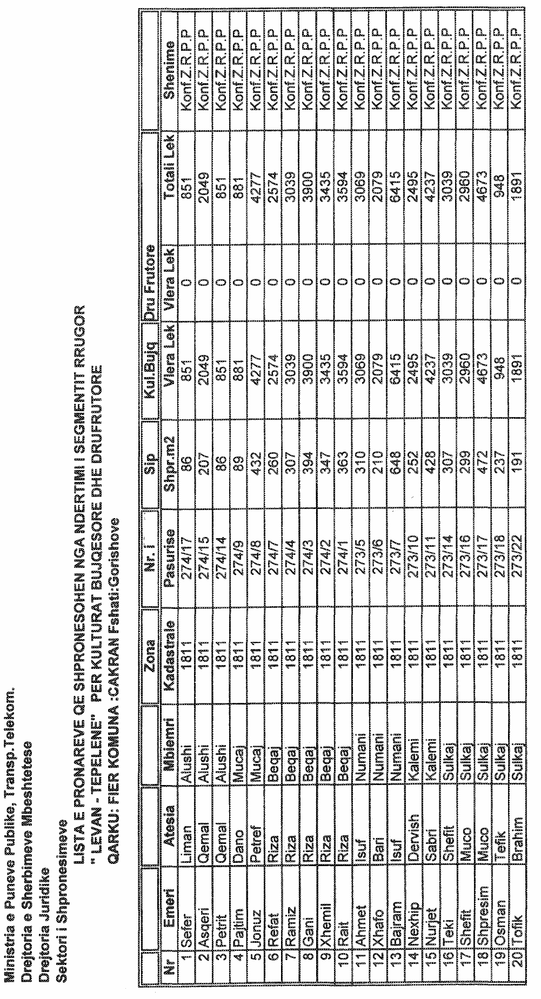 Ministria e Puneve Publike, Transp.Telekom.
Drejtoria e Sherbimeve Mbeshtetese
Drejtoria Juridike
Sektori i Shpronesimeve
LISTA E PRONAREVE QE SHPRONESOHEN NGA NDERTIMI I SEGMENTIT RRUGOR
" LEVAN - TEPELENE" PER KULTURAT BUJQESORE DHE DRUFRUTORE
QARKU: FIER KOMUNA :CAKRAN Fshati:Gorishove
Zona Nr. i Sip Kul.Bujq Dru Frutore
Nr Emeri Atesia Mbiemri Kadastrale Pasurise Shpr.m2 Vlera Lek Vlera Lek Totali Lek Shenime
1 Sefer Liman Alushi 1811 274/17 86 851 0 851 Konf.Z.R.P.P
2 Asqeri Qemal Alushi 1811 274/15 207 2049 0 2049 Konf.Z.R.P.P
3 Petrit Qemal Alushi 1811 274/14 86 851 0 851 Konf.Z.R.P.P
4 Pajtim Dano Mucaj 1811 274/9 89 881 0 881 Konf.Z.R.P.P
5 Jonuz Petref Mucaj 1811 274/8 432 4277 0 4277 Konf.Z.R.P.P
6 Refat Riza Beqaj 1811 274/7 260 2574 0 2574 Konf.Z.R.P.P
7 Ramiz Riza Beqaj 1811 274/4 307 3039 0 3039 Konf.Z.R.P.P
8 Gani Riza Beqaj 1811 274/3 394 3900 0 3900 Konf.Z.R.P.P
9 Xhemil Riza Beqaj 1811 274/2 347 3435 0 3435 Konf.Z.R.P.P
10 Rait Riza Beqaj 1811 274/1 363 3594 0 3594 Konf.Z.R.P.P
11 Ahmet Isuf Numani 1811 273/5 310 3069 0 3069 Konf.Z.R.P.P
12 Xhafo Bari Numani 1811 273/6 210 2079 0 2079 Konf.Z.R.P.P
13 Bajram Isuf Numani 1811 273/7 648 6415 0 6415 Konf.Z.R.P.P
14 Nexhip Dervish Kalemi 1811 273/10 252 2495 0 2495 Konf.Z.R.P.P
15 Nurjet Sabri Kalemi 1811 273/11 428 4237 0 4237 Konf.Z.R.P.P
16 Teki Shefit Sulkaj 1811 273/14 307 3039 0 3039 Konf.Z.R.P.P
17 Shefit Muco Sulkaj 1811 273/16 299 2960 0 2960 Konf.Z.R.P.P
18 Shpresim Muco Sulkaj 1811 273/17 472 4673 0 4673 Konf.Z.R.P.P
19 Osman Tefik Sulkaj 1811 273/18 237 948 0 948 Konf.Z.R.P.P
20 Tofik Brahim Sulkaj 1811 273/22 191 1891 0 1891 Konf.Z.R.P.P